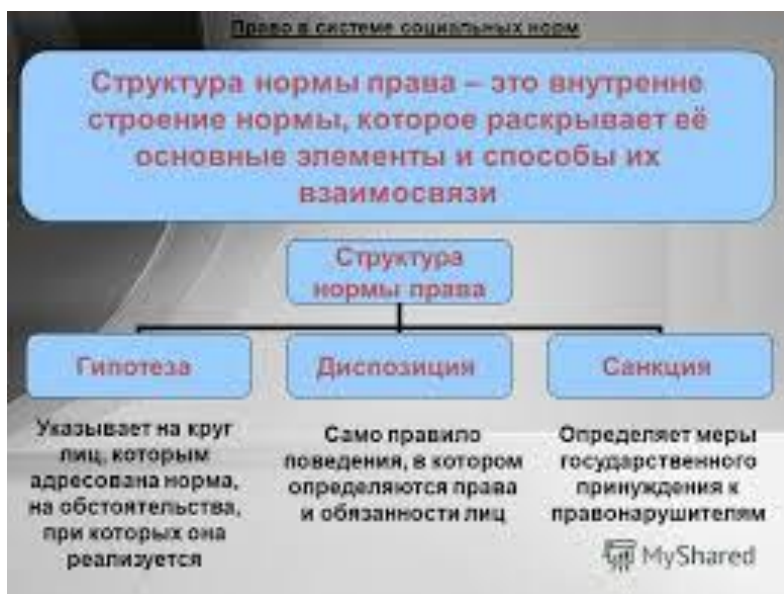 Право в системе социальных норм
Структура нормы права – это внутренне
строение нормы, которое раскрывает её
основные элементы и способы их
взаимосвязи
Структура
нормы права
Гипотеза
Диспозиция
Санкция
Указывает на круг
лиц, которым
адресована норма,
на обстоятельства,
при которых она
реализуется
Само правило
поведения, в котором
определяются права
и обязанности лиц
Определяет меры
государственного
принуждения к
правонарушителям
MyShared